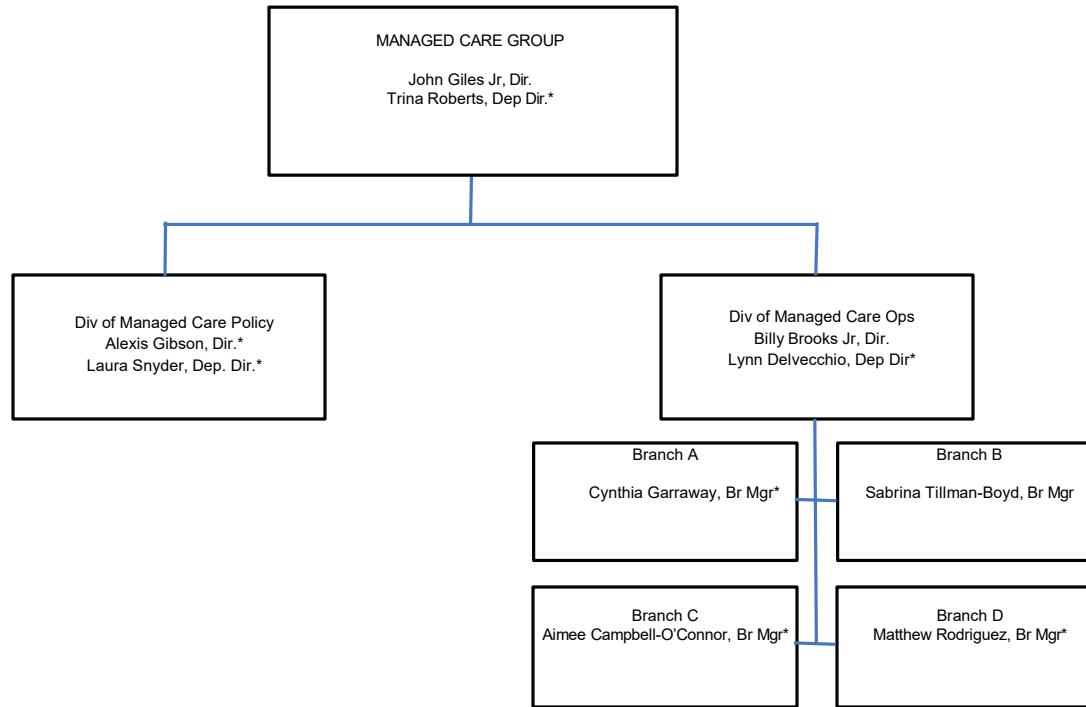 MANAGED CARE GROUP
John Giles Jr, Dir.
Trina Roberts, Dep Dir.*
Div of Managed Care Policy
Alexis Gibson, Dir.*
Laura Snyder, Dep. Dir.*
Div of Managed Care Ops
Billy Brooks Jr, Dir.
Lynn Delvecchio, Dep Dir*
Branch A
Cynthia Garraway, Br Mgr*
Branch B
Sabrina Tillman-Boyd, Br Mgr
Branch C
Aimee Campbell-O’Connor, Br Mgr*
Branch D
Matthew Rodriguez, Br Mgr*